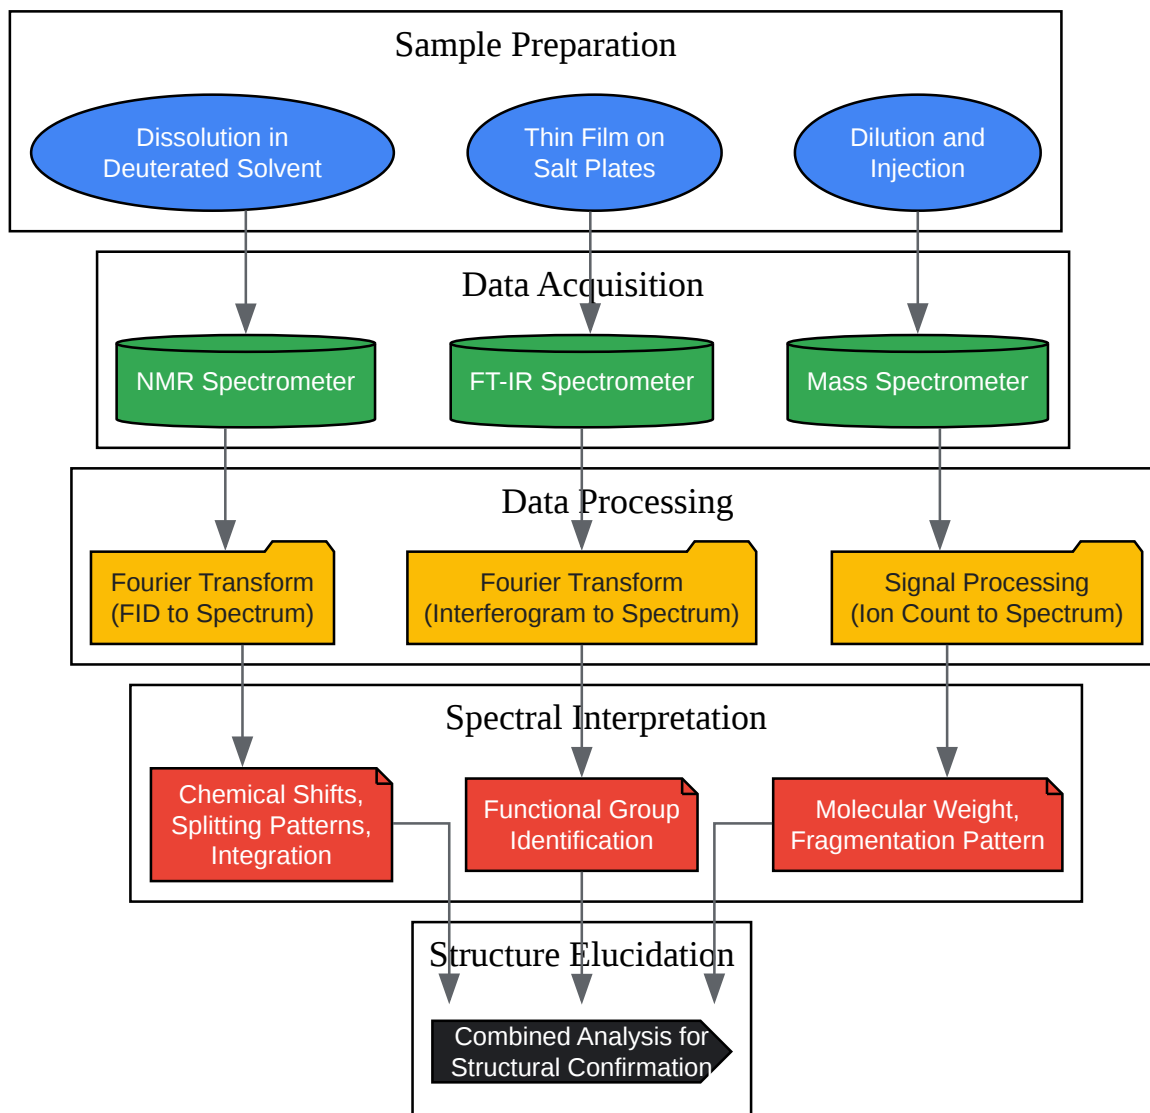 Sample Preparation
Dissolution in
Deuterated Solvent
Thin Film on
Salt Plates
Dilution and
Injection
Data Acquisition
NMR Spectrometer
FT-IR Spectrometer
Mass Spectrometer
Data Processing
Fourier Transform
(FID to Spectrum)
Fourier Transform
(Interferogram to Spectrum)
Signal Processing
(Ion Count to Spectrum)
Spectral Interpretation
Chemical Shifts,
Splitting Patterns,
Integration
Functional Group
Identification
Molecular Weight,
Fragmentation Pattern
Structure Elucidation
Combined Analysis for
Structural Confirmation